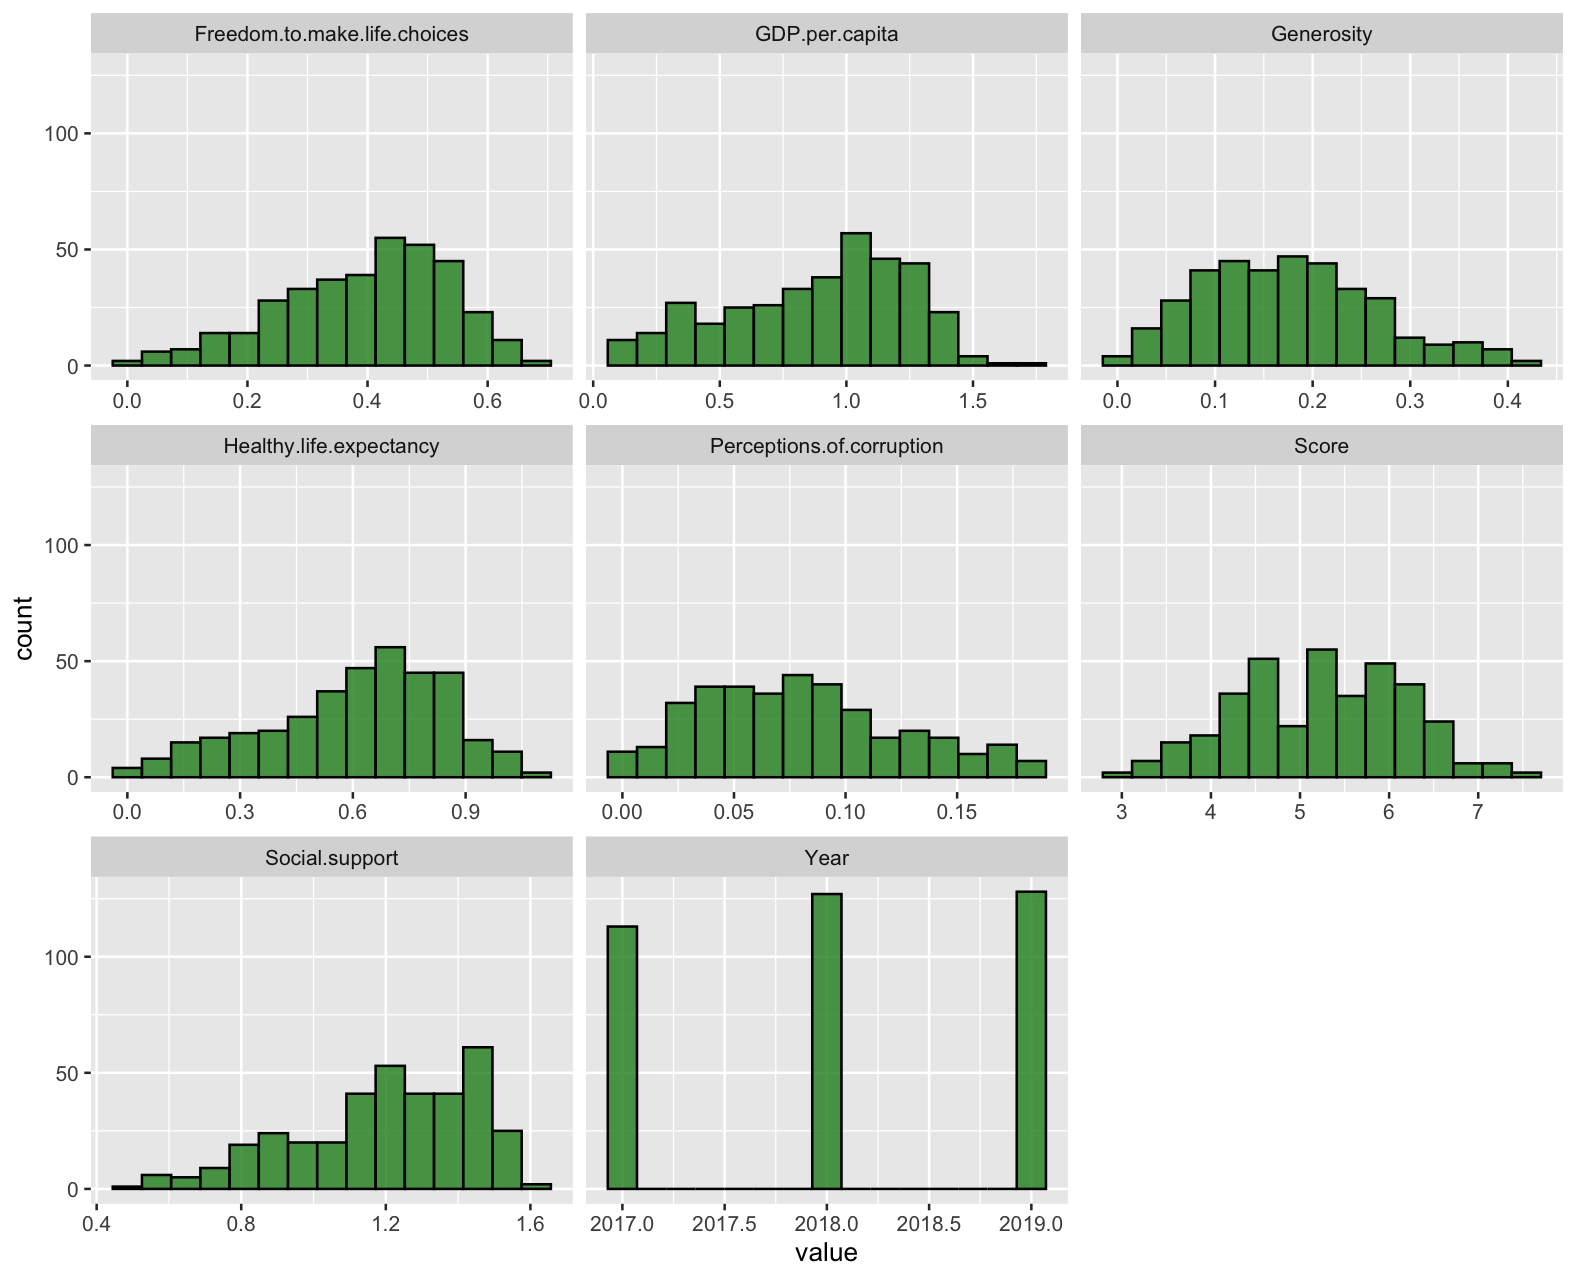 Freedom.to.make.life.choices GDP.per.capita Generosity
100
50
0
0.0 0.2 0.4 0.6 0.0 0.5 1.0 1.5 0.0 0.1 0.2 0.3 0.4
Healthy.life.expectancy Perceptions.of.corruption Score
100
count
50
0
0.0 0.3 0.6 0.9 0.00 0.05 0.10 0.15 3 4 5 6 7
Social.support Year
100
50
0
0.4 0.8 1.2 1.6 2017.0 2017.5 2018.0 2018.5 2019.0
value